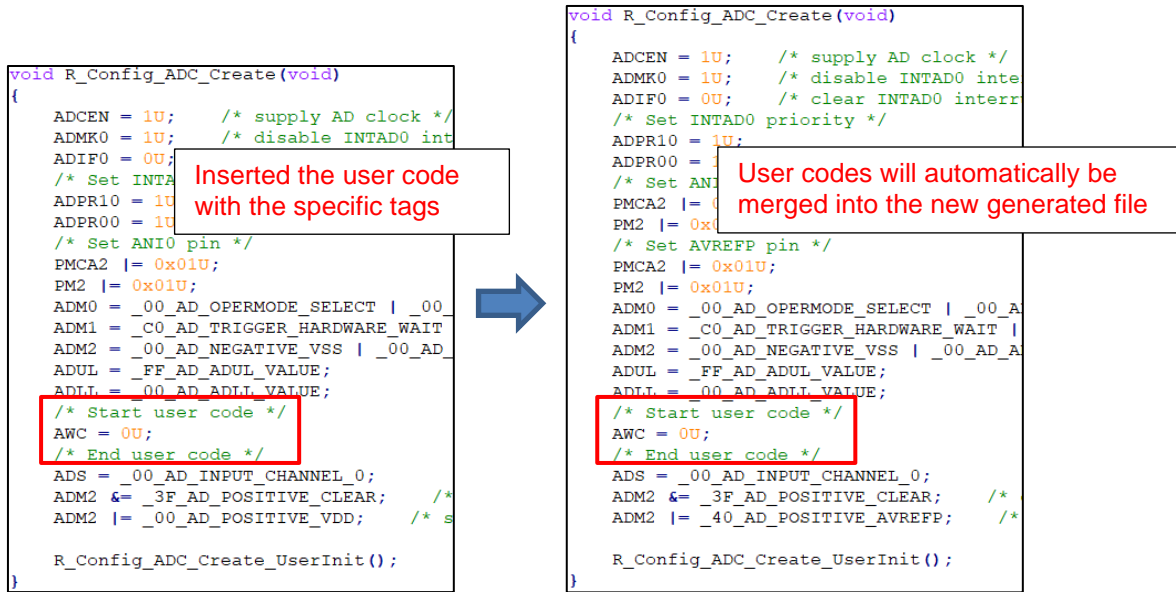 void R_Config_ADC_Create(void)
{
ADCEN = 1U; /* supply AD clock */
ADMK0 = 1U; /* disable INTAD0 int
ADIF0 = 0U;
/* Set INTA
ADPR10 = 1U
ADPR00 = 1U
/* Set ANI0 pin */
PMCA2 |= 0x01U;
PM2 |= 0x01U;
ADM0 = _00_AD_OPERMODE_SELECT | _00_
ADM1 = _C0_AD_TRIGGER_HARDWARE_WAIT
ADM2 = _00_AD_NEGATIVE_VSS | _00_AD_
ADUL = _FF_AD_ADUL_VALUE;
ADLL = _00_AD_ADLL_VALUE;
/* Start user code */
AWC = 0U;
/* End user code */
ADS = _00_AD_INPUT_CHANNEL_0;
ADM2 &= _3F_AD_POSITIVE_CLEAR; /*
ADM2 |= _00_AD_POSITIVE_VDD; /* s
R_Config_ADC_Create_UserInit();
}
Inserted the user code
with the specific tags
void R_Config_ADC_Create(void)
{
ADCEN = 1U; /* supply AD clock */
ADMK0 = 1U; /* disable INTAD0 inte
ADIF0 = 0U; /* clear INTAD0 interr
/* Set INTAD0 priority */
ADPR10 = 1U;
ADPR00 = 1
/* Set ANI
PMCA2 |= 0
PM2 |= 0x0
/* Set AVREFP pin */
PMCA2 |= 0x01U;
PM2 |= 0x01U;
ADM0 = _00_AD_OPERMODE_SELECT | _00_A
ADM1 = _C0_AD_TRIGGER_HARDWARE_WAIT |
ADM2 = _00_AD_NEGATIVE_VSS | _00_AD_A
ADUL = _FF_AD_ADUL_VALUE;
ADLL = _00_AD_ADLL_VALUE;
/* Start user code */
AWC = 0U;
/* End user code */
ADS = _00_AD_INPUT_CHANNEL_0;
ADM2 &= _3F_AD_POSITIVE_CLEAR; /*
ADM2 |= _40_AD_POSITIVE_AVREFP; /*
R_Config_ADC_Create_UserInit();
}
User codes will automatically be
merged into the new generated file